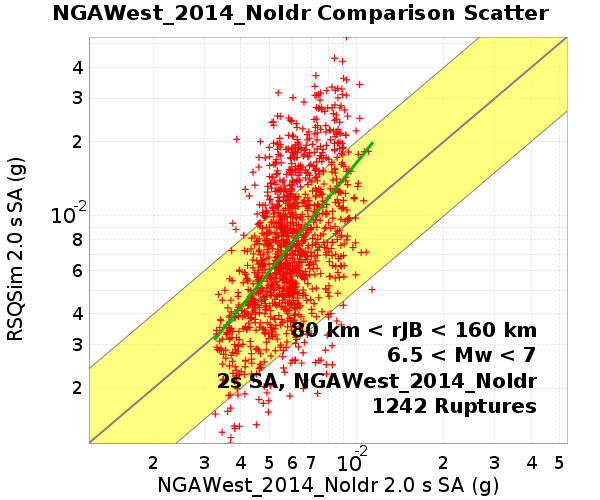 NGAWest_2014_NoIdr Comparison Scatter
RSQSim 2.0 s SA (g)
4
3
2
10-2
8
6
4
3
2
80 km < rJB < 160 km
6.5 < Mw < 7
2s SA, NGAWest_2014_NoIdr
1242 Ruptures
2 3 4 5 6 7 10-2 2 3 4 5
NGAWest_2014_NoIdr 2.0 s SA (g)